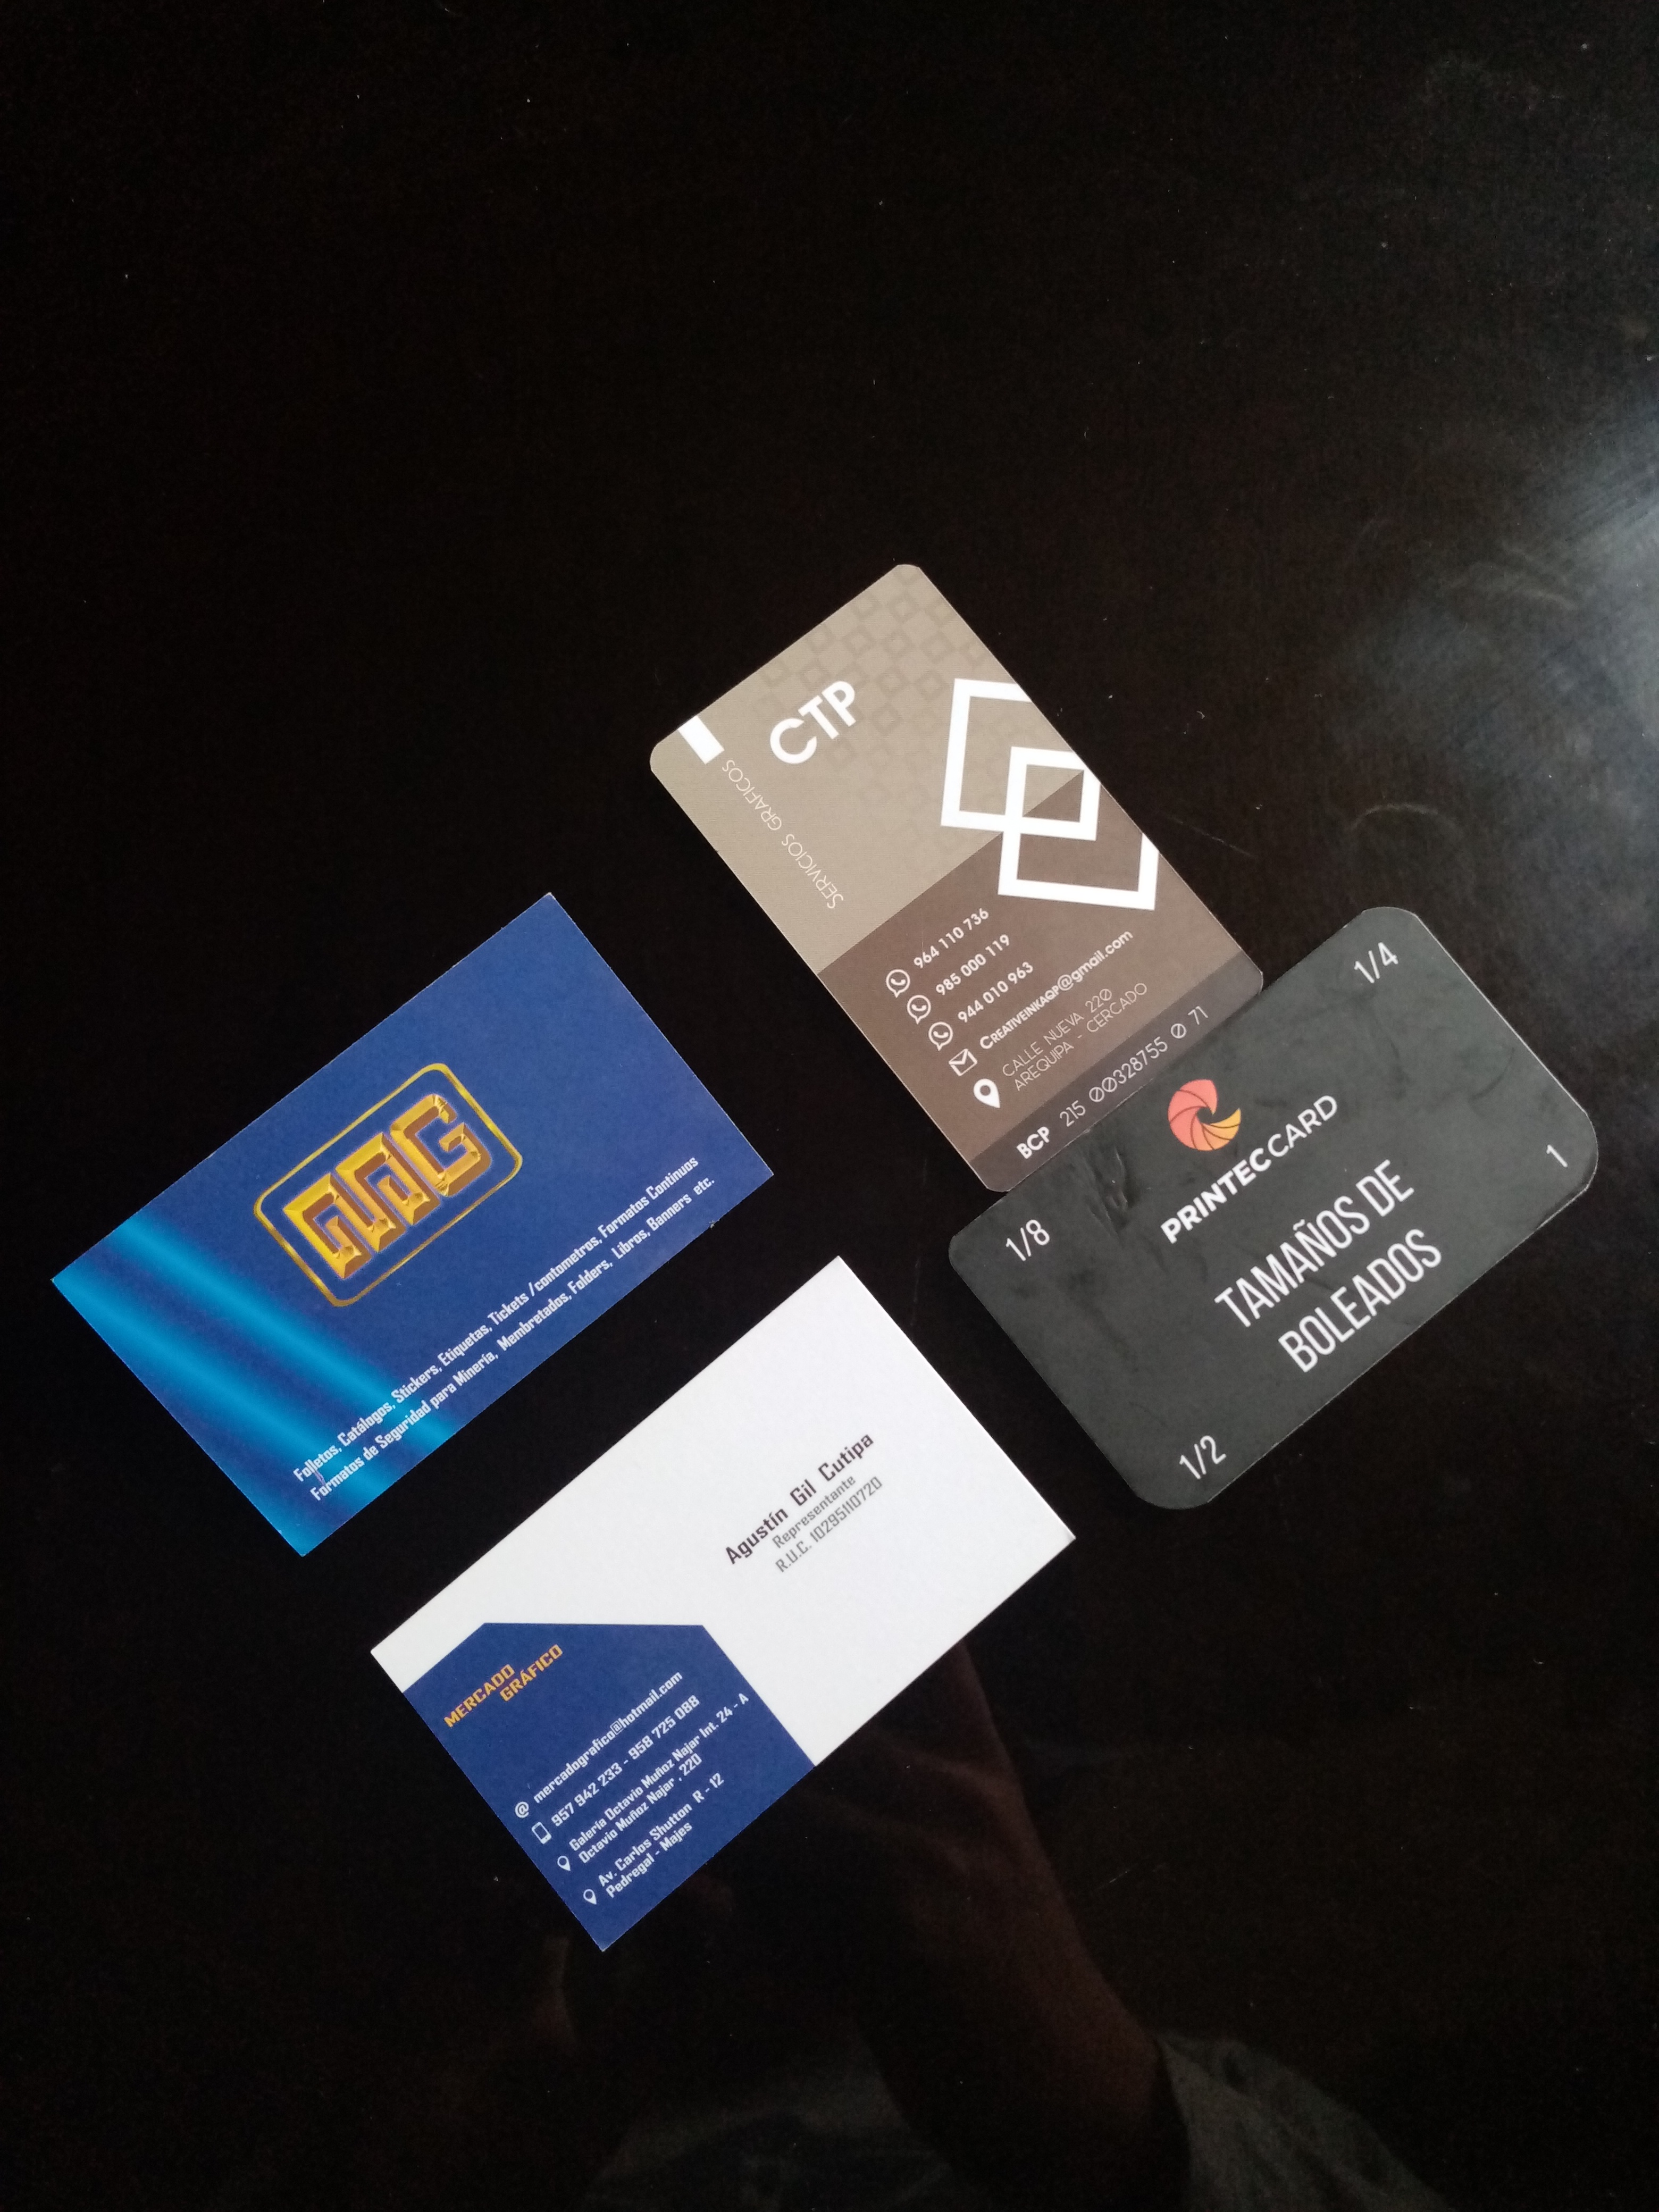 CTP
SERVICIOS GRAFICOS
964 110 736
985 000 119
944 010 963
CREATIVEINKAQP@gmail.com
CALLE NUEVA 220
AREQUIPA - CERCADO
BCP 215 00328755 0 71
1/4
1/8
PRINTECCARD
TAMAÑOS DE
BOLEADOS
1
1/2
Folletos, Catálogos, Stickers, Etiquetas, Tickets /contometros, Formatos Continuos
Formatos de Seguridad para Minería, Membretados, Folders, Libros, Banners etc.
Agustín Gil Cutipa
Representante
R.U.C. 10295110720
MERCADO
GRÁFICO
@ mercadografico@hotmail.com
957 942 233 - 958 725 088
Galería Octavio Muñoz Najar Int. 24 - A
Octavio Muñoz Najar . 220
Av. Carlos Shutton R - 12
Pedregal - Majes